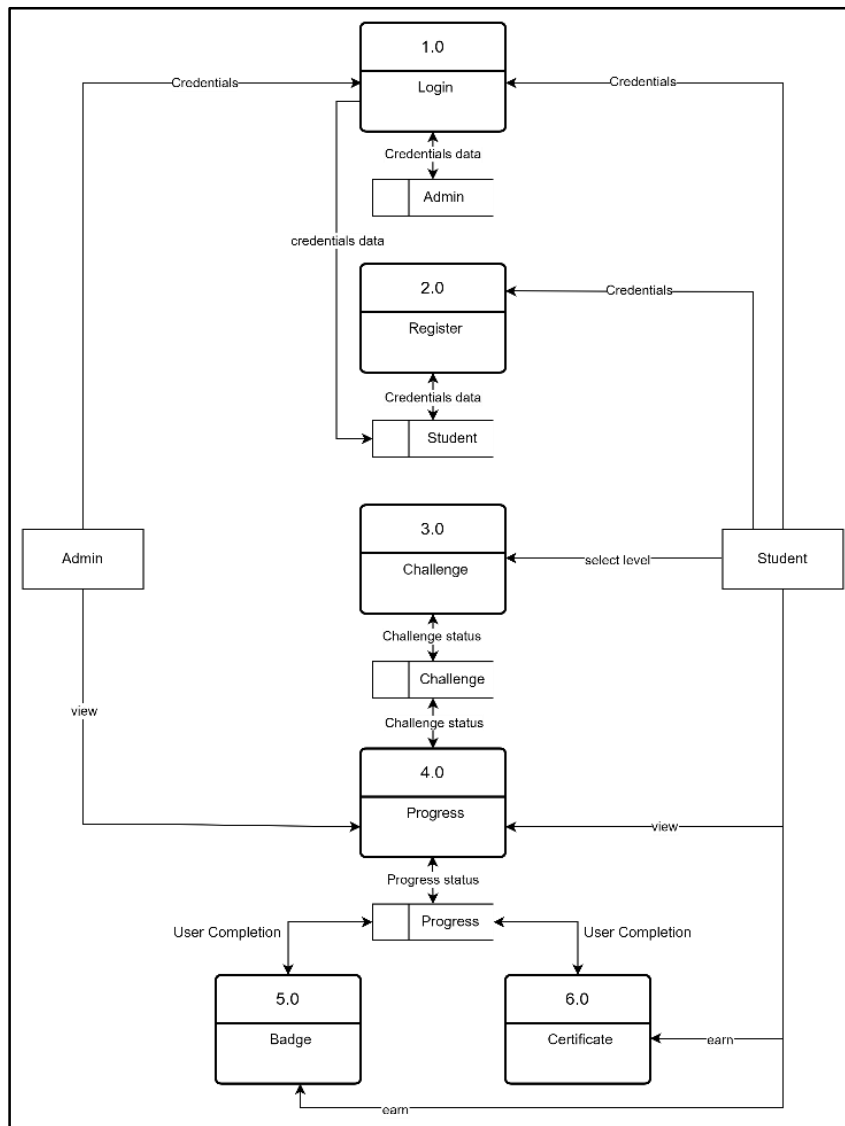 1.0
Credentials
Login
Credentials
Credentials data
Admin
credentials data
2.0
Credentials
Register
Credentials data
Student
3.0
Admin
Challenge
select level
Student
Challenge status
Challenge
view
Challenge status
4.0
Progress
view
Progress status
Progress
User Completion
User Completion
5.0
6.0
Badge
Certificate
earn
earn